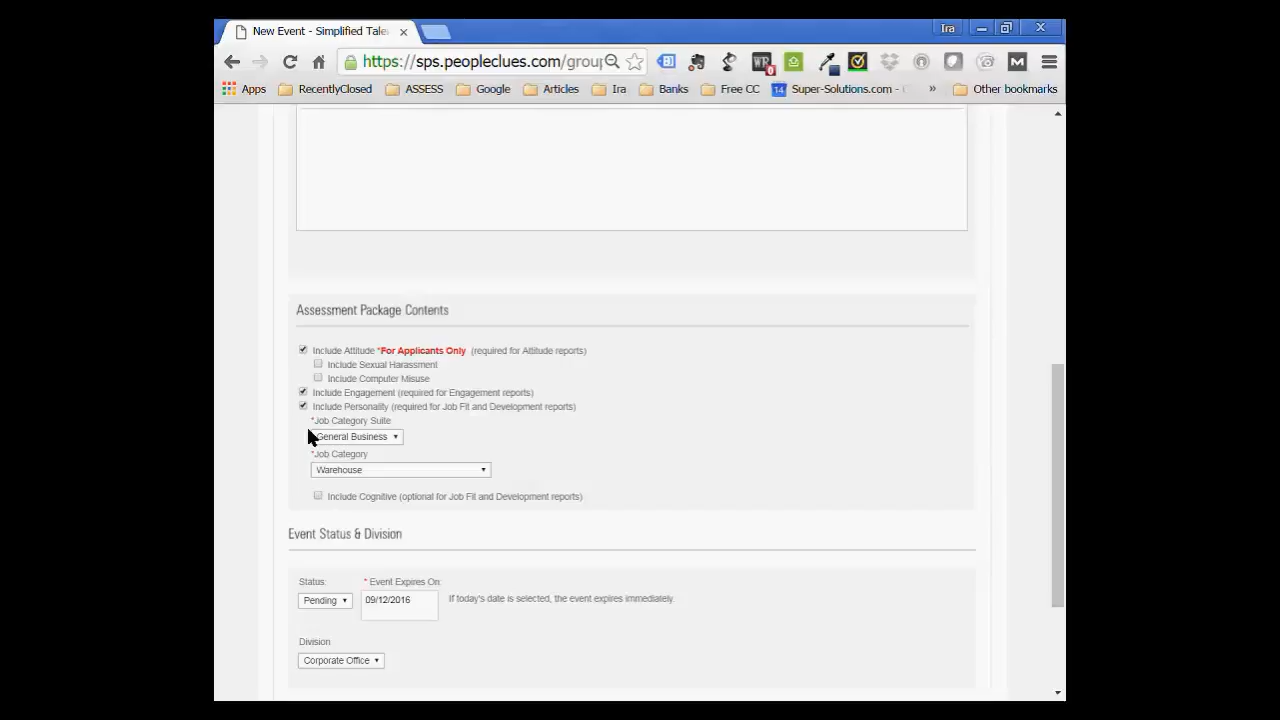 New Event - Simplified Tale
Ira
https://sps.peopleclues.com/group
WR
0
M
Apps
RecentlyClosed
ASSESS
Google
Articles
Ira
Banks
Free CC
14
Super-Solutions.com -
»
Other bookmarks
Assessment Package Contents
Include Attitude *For Applicants Only (required for Attitude reports)
Include Sexual Harassment
Include Computer Misuse
Include Engagement (required for Engagement reports)
Include Personality (required for Job Fit and Development reports)
*Job Category Suite
General Business
*Job Category
Warehouse
Include Cognitive (optional for Job Fit and Development reports)
Event Status & Division
Status: * Event Expires On:
Pending 09/12/2016 If today's date is selected, the event expires immediately.
Division
Corporate Office